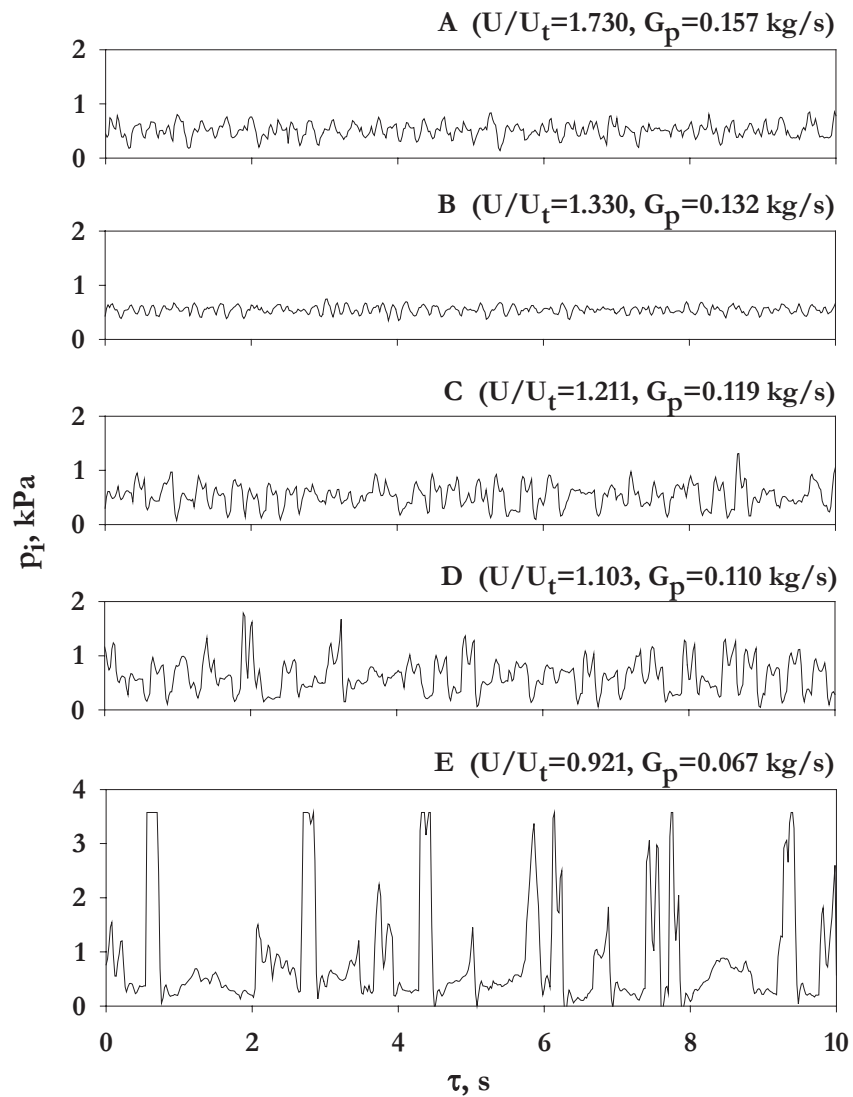 A (U/Ut=1.730, Gp=0.157 kg/s)
2
1
0
B (U/Ut=1.330, Gp=0.132 kg/s)
2
1
0
C (U/Ut=1.211, Gp=0.119 kg/s)
2
1
0
pi, kPa
D (U/Ut=1.103, Gp=0.110 kg/s)
2
1
0
E (U/Ut=0.921, Gp=0.067 kg/s)
4
3
2
1
0
0 2 4 6 8 10
τ, s